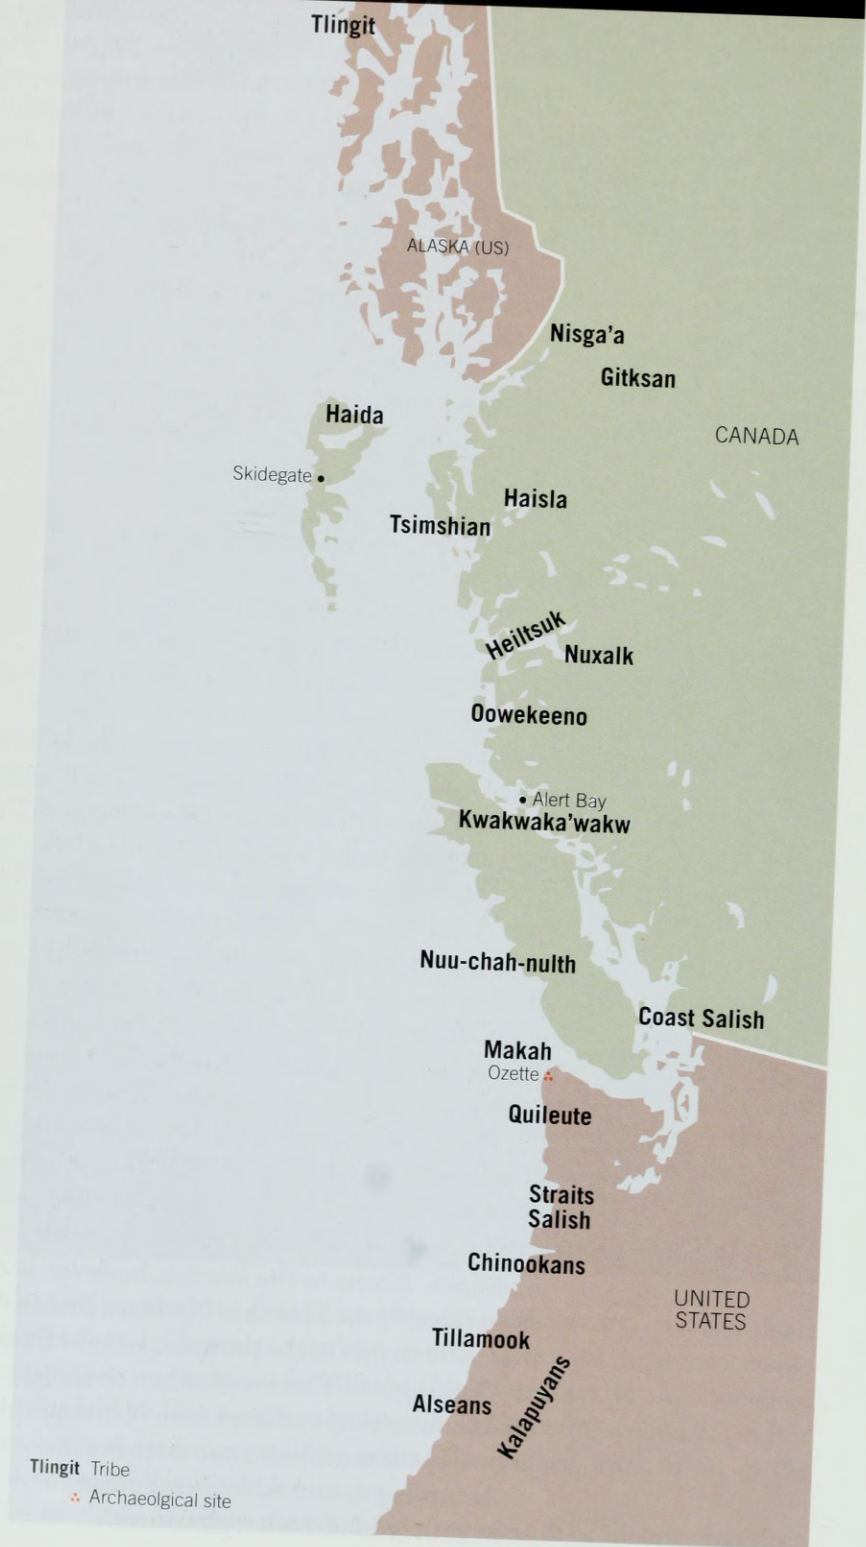 Tlingit
ALASKA (US)
Nisga'a
Gitksan
Haida
CANADA
Skidegate
Haisla
Tsimshian
Heiltsuk
Nuxalk
Oowekeeno
Alert Bay
Kwakwaka'wakw
Nuu-chah-nulth
Coast Salish
Makah
Ozette
Quileute
Straits
Salish
Chinookans
UNITED
STATES
Tillamook
Kalapuyans
Alseans
Tlingit Tribe
Archaeolgical site